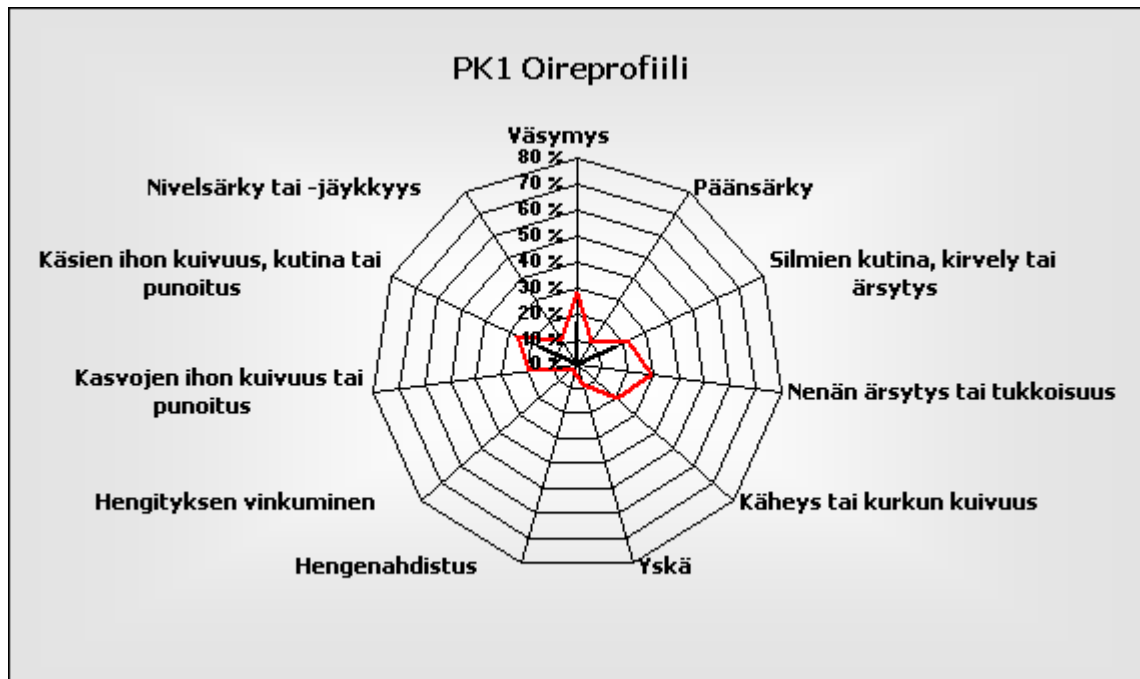 PK1 Oireprofiili
Väsymys
80 %
70 %
60 %
50 %
40 %
30 %
20 %
10 %
0 %
Päänsärky
Silmien kutina, kirvely tai
ärsytys
Nenän ärsytys tai tukkoisuus
Käheys tai kurkun kuivuus
Yskä
Hengenahdistus
Hengityksen vinkuminen
Kasvojen ihon kuivuus tai
punoitus
Käsien ihon kuivuus, kutina tai
punoitus
Nivelsärky tai -jäykkyys